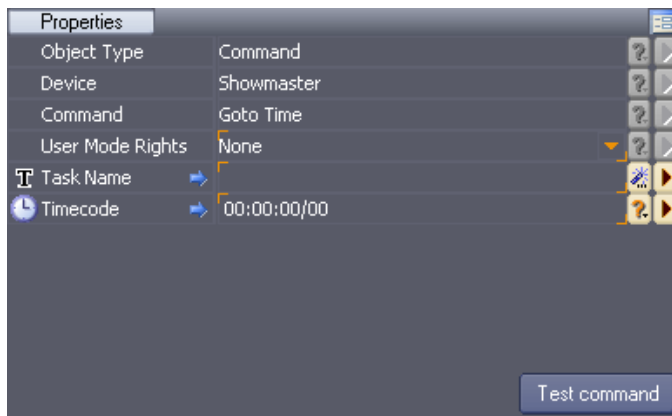 Properties
Object Type Command
Device Showmaster
Command Goto Time
User Mode Rights None
T Task Name
Timecode 00:00:00/00
Test command